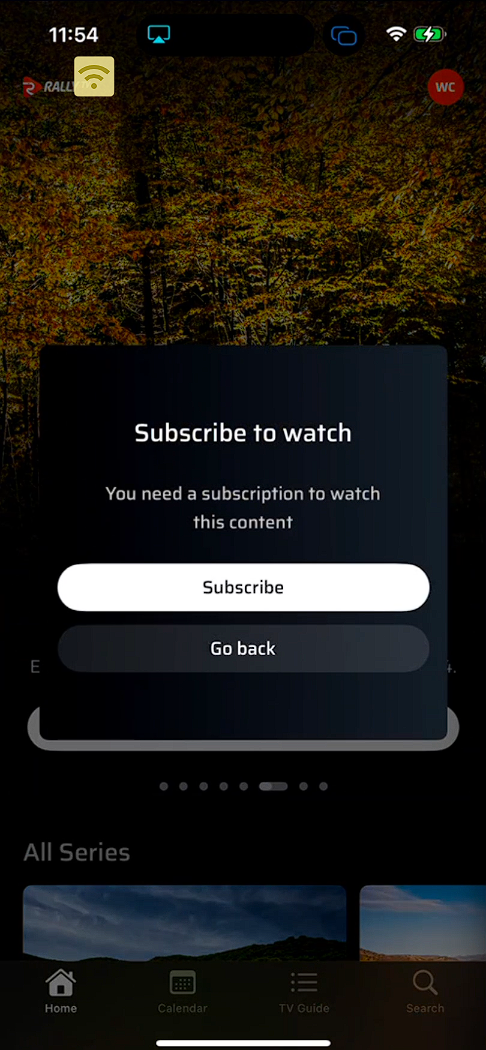 11:54
RALLY
WC
Subscribe to watch
You need a subscription to watch
this content
Subscribe
Go back
E
4.
All Series
Home
Calendar
TV Guide
Search